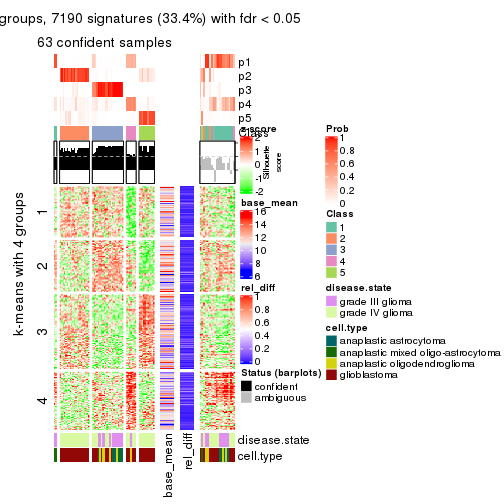 groups, 7190 signatures (33.4%) with fdr < 0.05
63 confident samples
p1
p2
p3
p4
p5
Class
Silhouette
score
k-means with 4 groups
1
2
3
4
base_mean
rel_diff
disease.state
cell.type
z-score
2
1
0
-1
-2
base_mean
16
14
12
10
8
6
rel_diff
1
0.8
0.6
0.4
0.2
0
Status (barplots)
confident
ambiguous
Prob
1
0.8
0.6
0.4
0.2
0
Class
1
2
3
4
5
disease.state
grade III glioma
grade IV glioma
cell.type
anaplastic astrocytoma
anaplastic mixed oligo-astrocytoma
anaplastic oligodendroglioma
glioblastoma